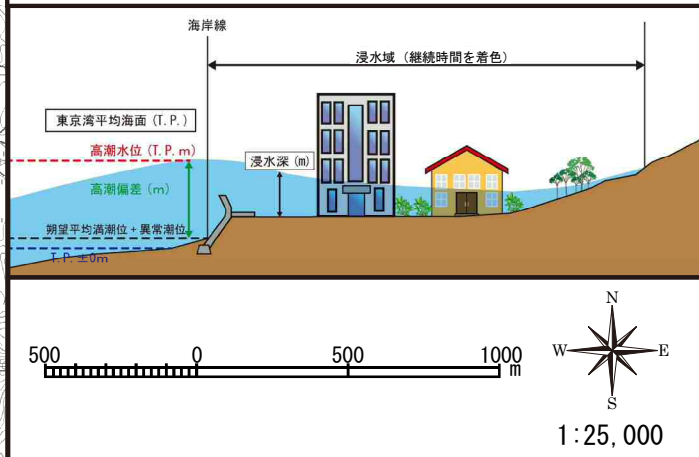 海岸線
浸水域（継続時間を着色）
東京湾平均海面（T.P.）
高潮水位（T.P. m）
浸水深（m）
高潮偏差（m）
朔望平均満潮位＋異常潮位
T.P. ±0m
500 0 500 1000
m
N
W E
S
1:25,000